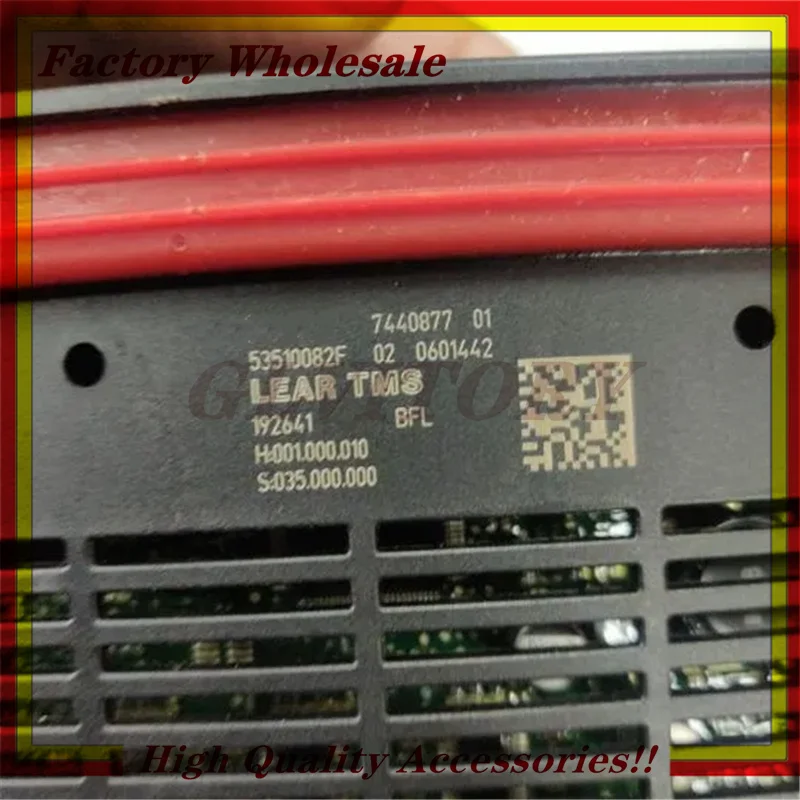 Factory Wholesale
7440877 01
53510082F 02 0601442
LEAR TMS
192641 BFL
H:001.000.010
S:035.000.000
High Quality Accessories!!